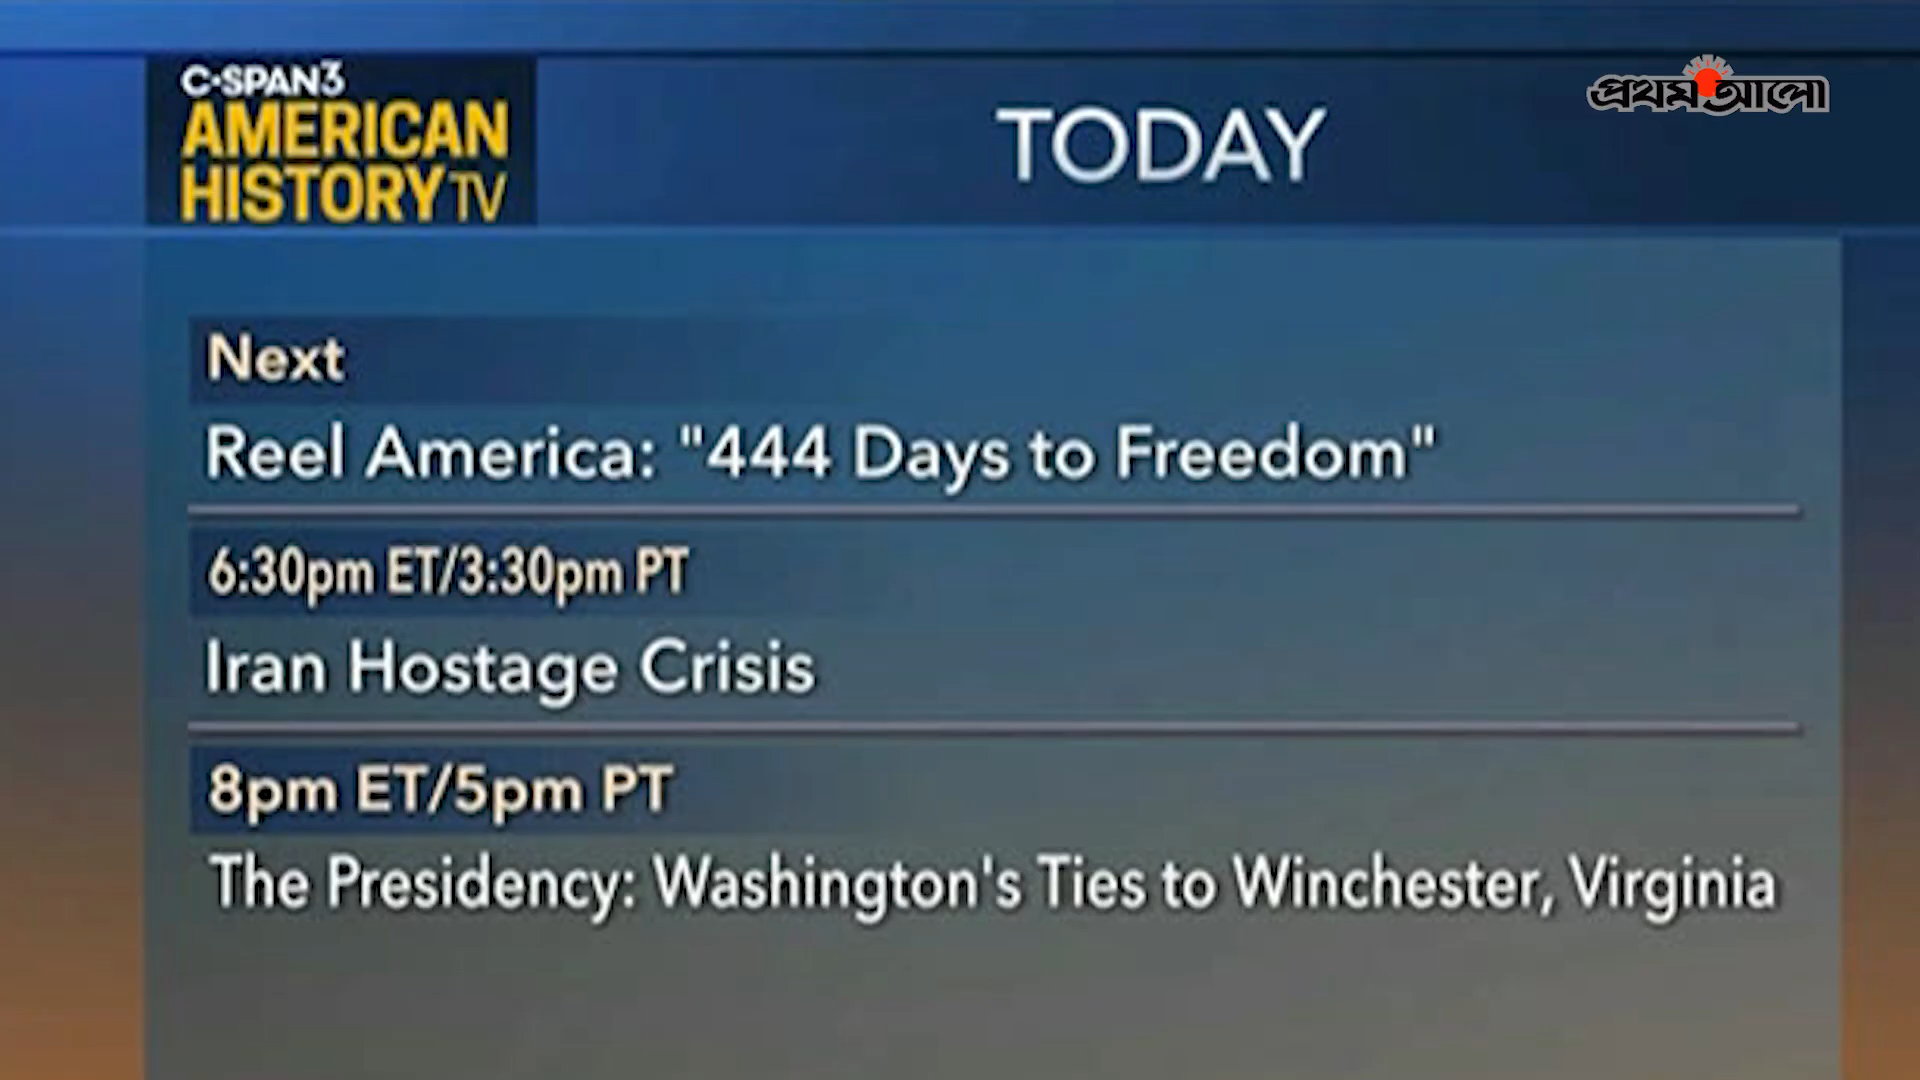 C-SPAN3
AMERICAN
HISTORY TV
TODAY
প্রথম আলো
Next
Reel America: "444 Days to Freedom"
6:30pm ET/3:30pm PT
Iran Hostage Crisis
8pm ET/5pm PT
The Presidency: Washington's Ties to Winchester, Virginia